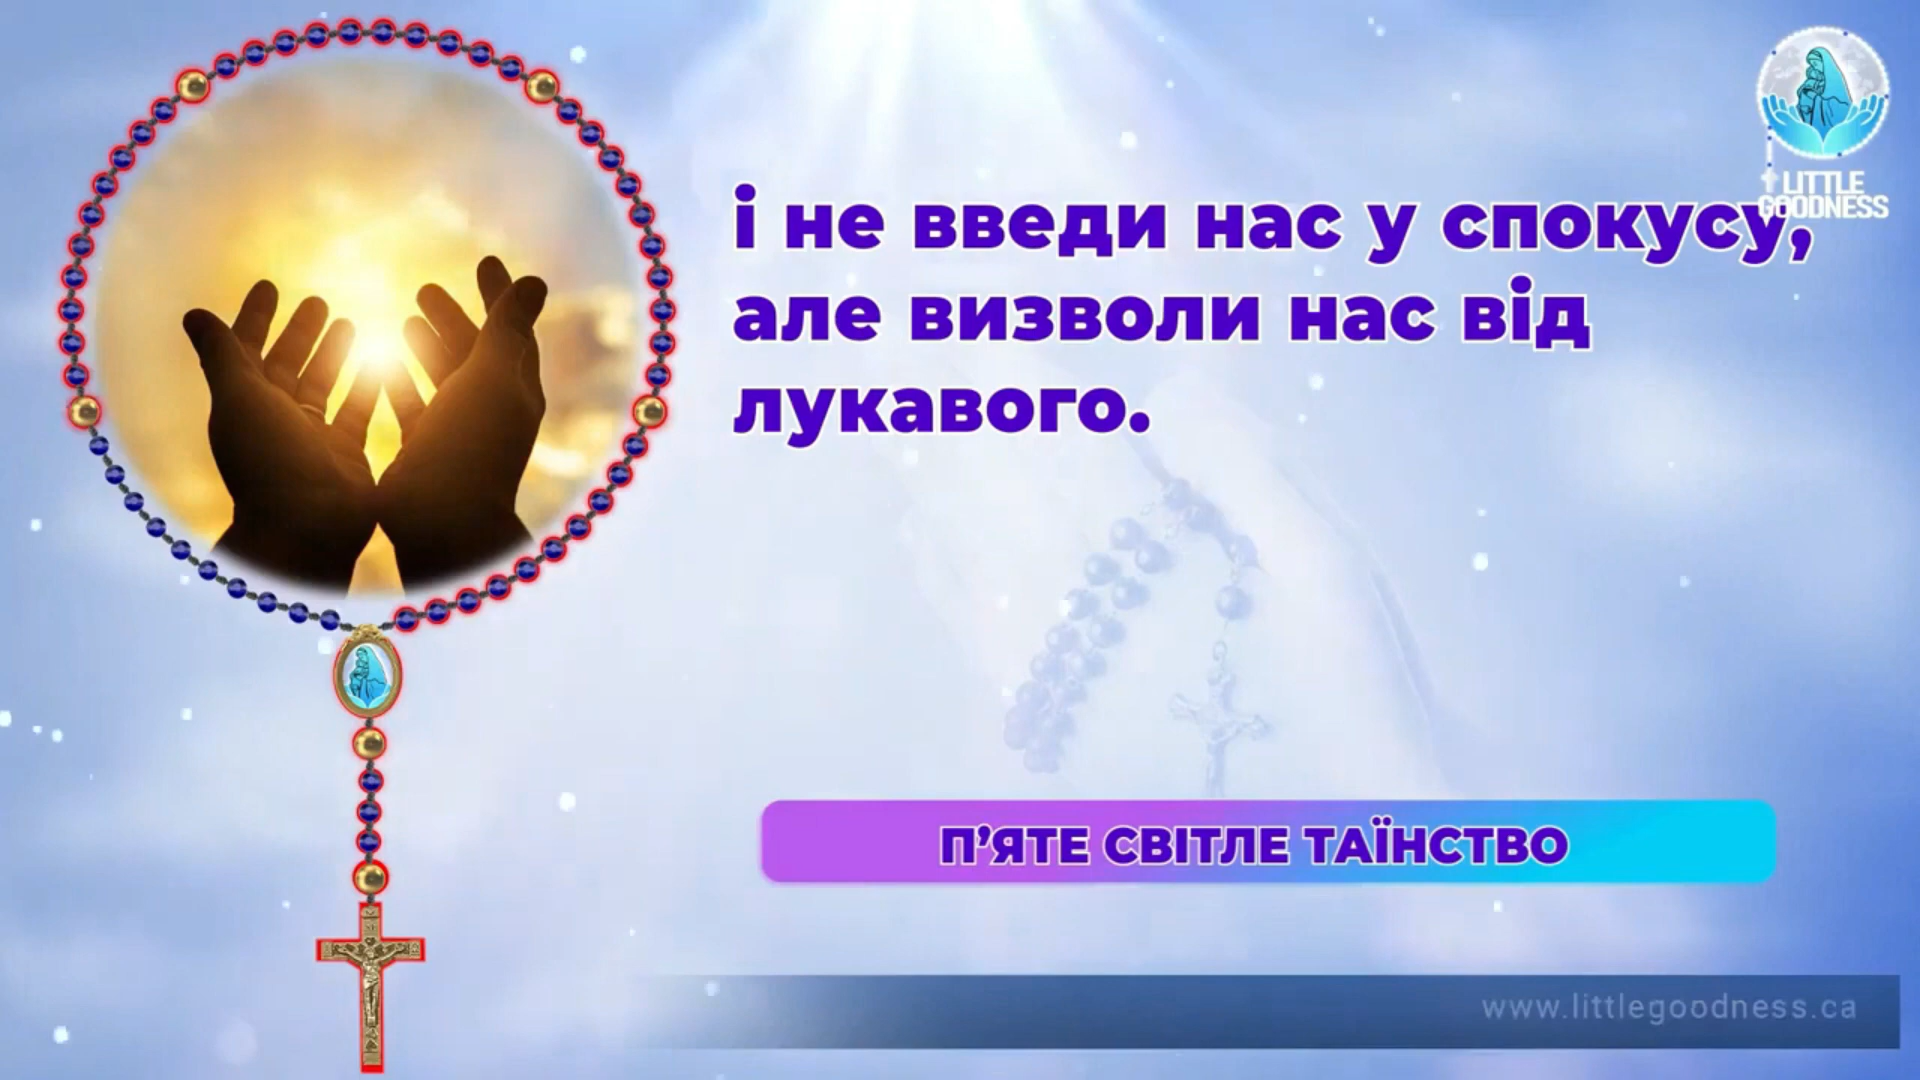 LITTLE
GOODNESS
і не введи нас у спокусу,
але визволи нас від
лукавого.
П’ЯТЕ СВІТЛЕ ТАЇНСТВО
www.littlegoodness.ca